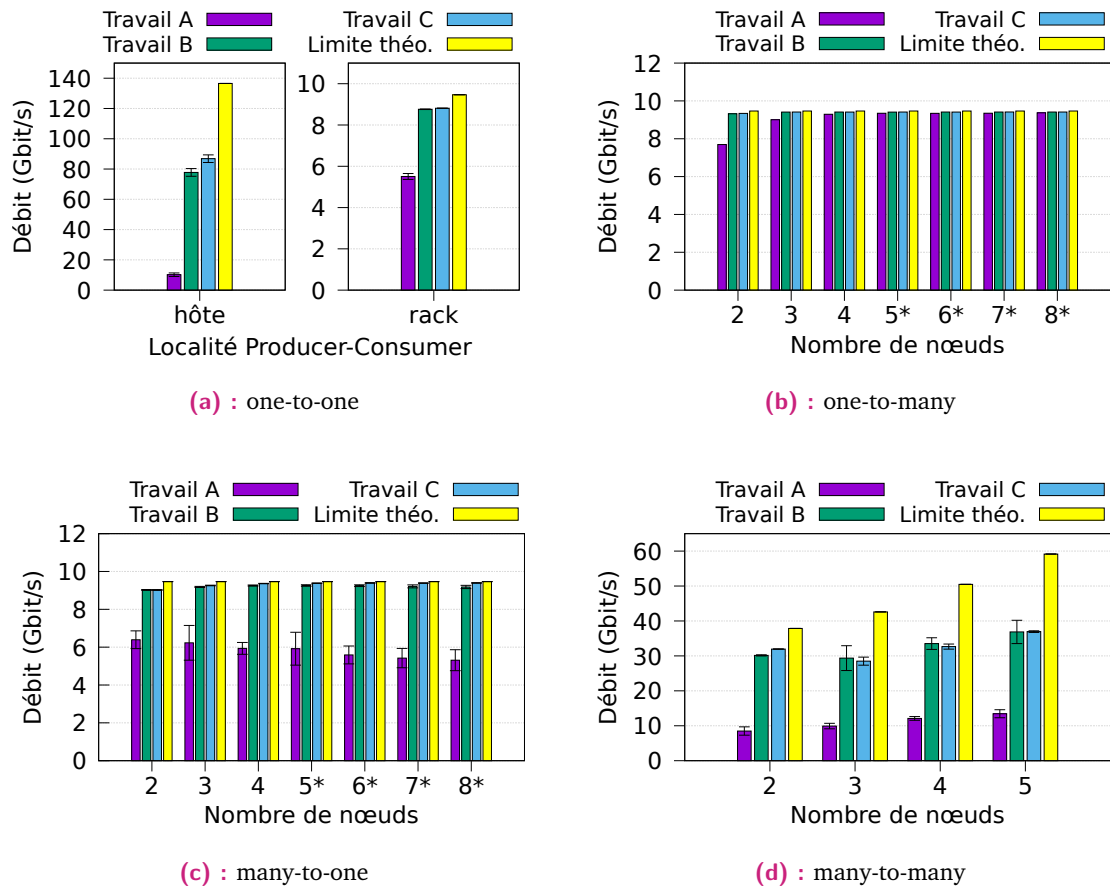 Travail A
Travail B
Travail C
Limite théo.
Débit (Gbit/s)
140
120
100
80
60
40
20
0
hôte
10
8
6
4
2
0
rack
Localité Producer-Consumer
(a) : one-to-one
Travail A
Travail B
Travail C
Limite théo.
Débit (Gbit/s)
12
10
8
6
4
2
0
2 3 4 5* 6* 7* 8*
Nombre de nœuds
(b) : one-to-many
Travail A
Travail B
Travail C
Limite théo.
Débit (Gbit/s)
12
10
8
6
4
2
0
2 3 4 5* 6* 7* 8*
Nombre de nœuds
(c) : many-to-one
Travail A
Travail B
Travail C
Limite théo.
Débit (Gbit/s)
60
50
40
30
20
10
0
2 3 4 5
Nombre de nœuds
(d) : many-to-many